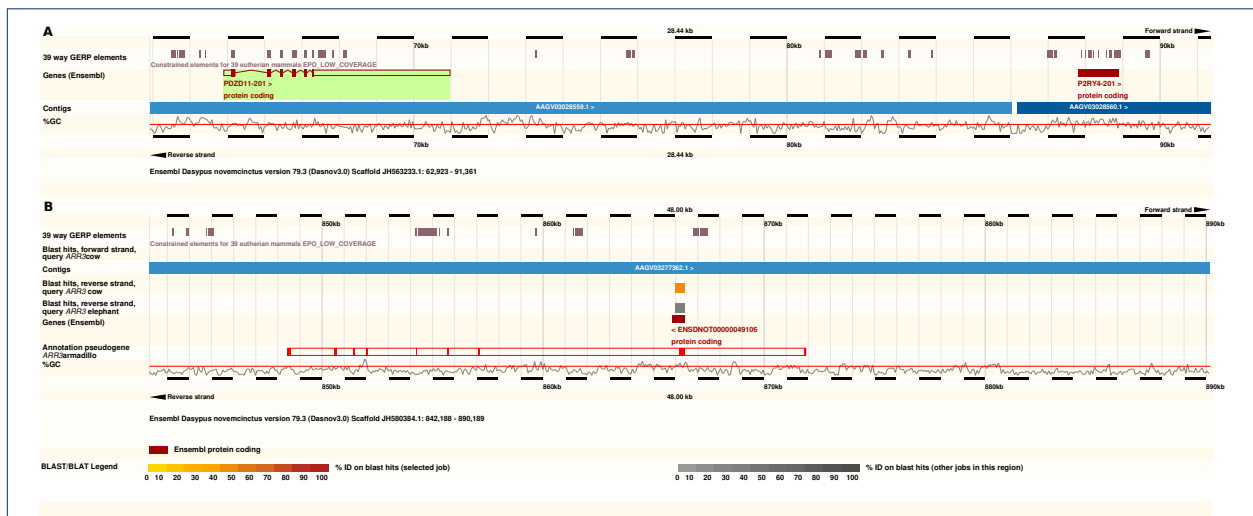 A
28.44 kb
Forward strand
70kb
80kb
90kb
39 way GERP elements
Constrained elements for 39 eutherian mammals EPO_LOW_COVERAGE
Genes (Ensembl)
PDZD11-201 >
protein coding
P2RY4-201 >
protein coding
Contigs
AAGV03028559.1 >
AAGV03028560.1 >
%GC
70kb
80kb
90kb
Reverse strand
28.44 kb
Ensembl Dasypus novemcinctus version 79.3 (Dasnov3.0) Scaffold JH563233.1: 62,923 - 91,361
B
48.00 kb
Forward strand
850kb
860kb
870kb
880kb
890kb
39 way GERP elements
Constrained elements for 39 eutherian mammals EPO_LOW_COVERAGE
Blast hits, forward strand,
query ARR3cow
Contigs
AAGV03277362.1 >
Blast hits, reverse strand,
query ARR3 cow
Blast hits, reverse strand,
query ARR3 elephant
Genes (Ensembl)
< ENSDNOT00000049106
protein coding
Annotation pseudogene
ARR3armadillo
%GC
850kb
860kb
870kb
880kb
890kb
Reverse strand
48.00 kb
Ensembl Dasypus novemcinctus version 79.3 (Dasnov3.0) Scaffold JH580384.1: 842,188 - 890,189
Ensembl protein coding
BLAST/BLAT Legend
% ID on blast hits (selected job)
% ID on blast hits (other jobs in this region)
0 10 20 30 40 50 60 70 80 90 100
0 10 20 30 40 50 60 70 80 90 100